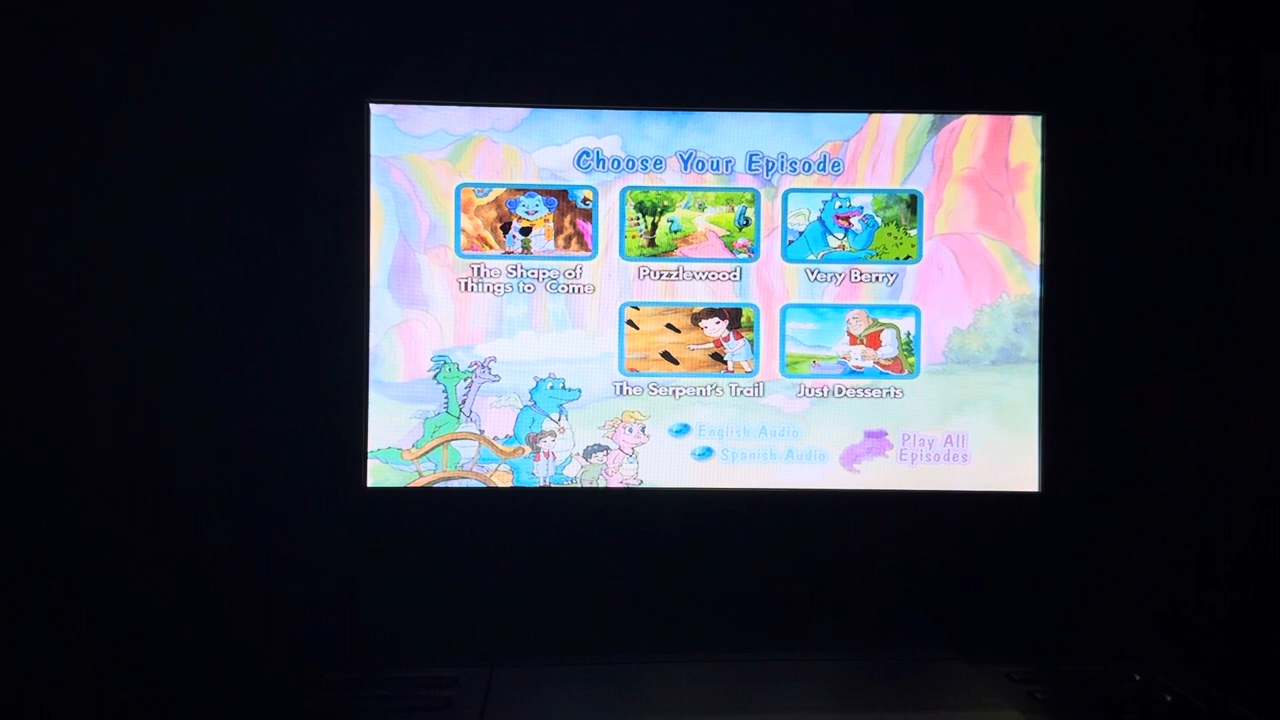 Choose Your Episode
The Shape of
Things to Come
Puzzlewood
Very Berry
The Serpent's Trail
Just Desserts
English Audio
Spanish Audio
Play All
Episodes